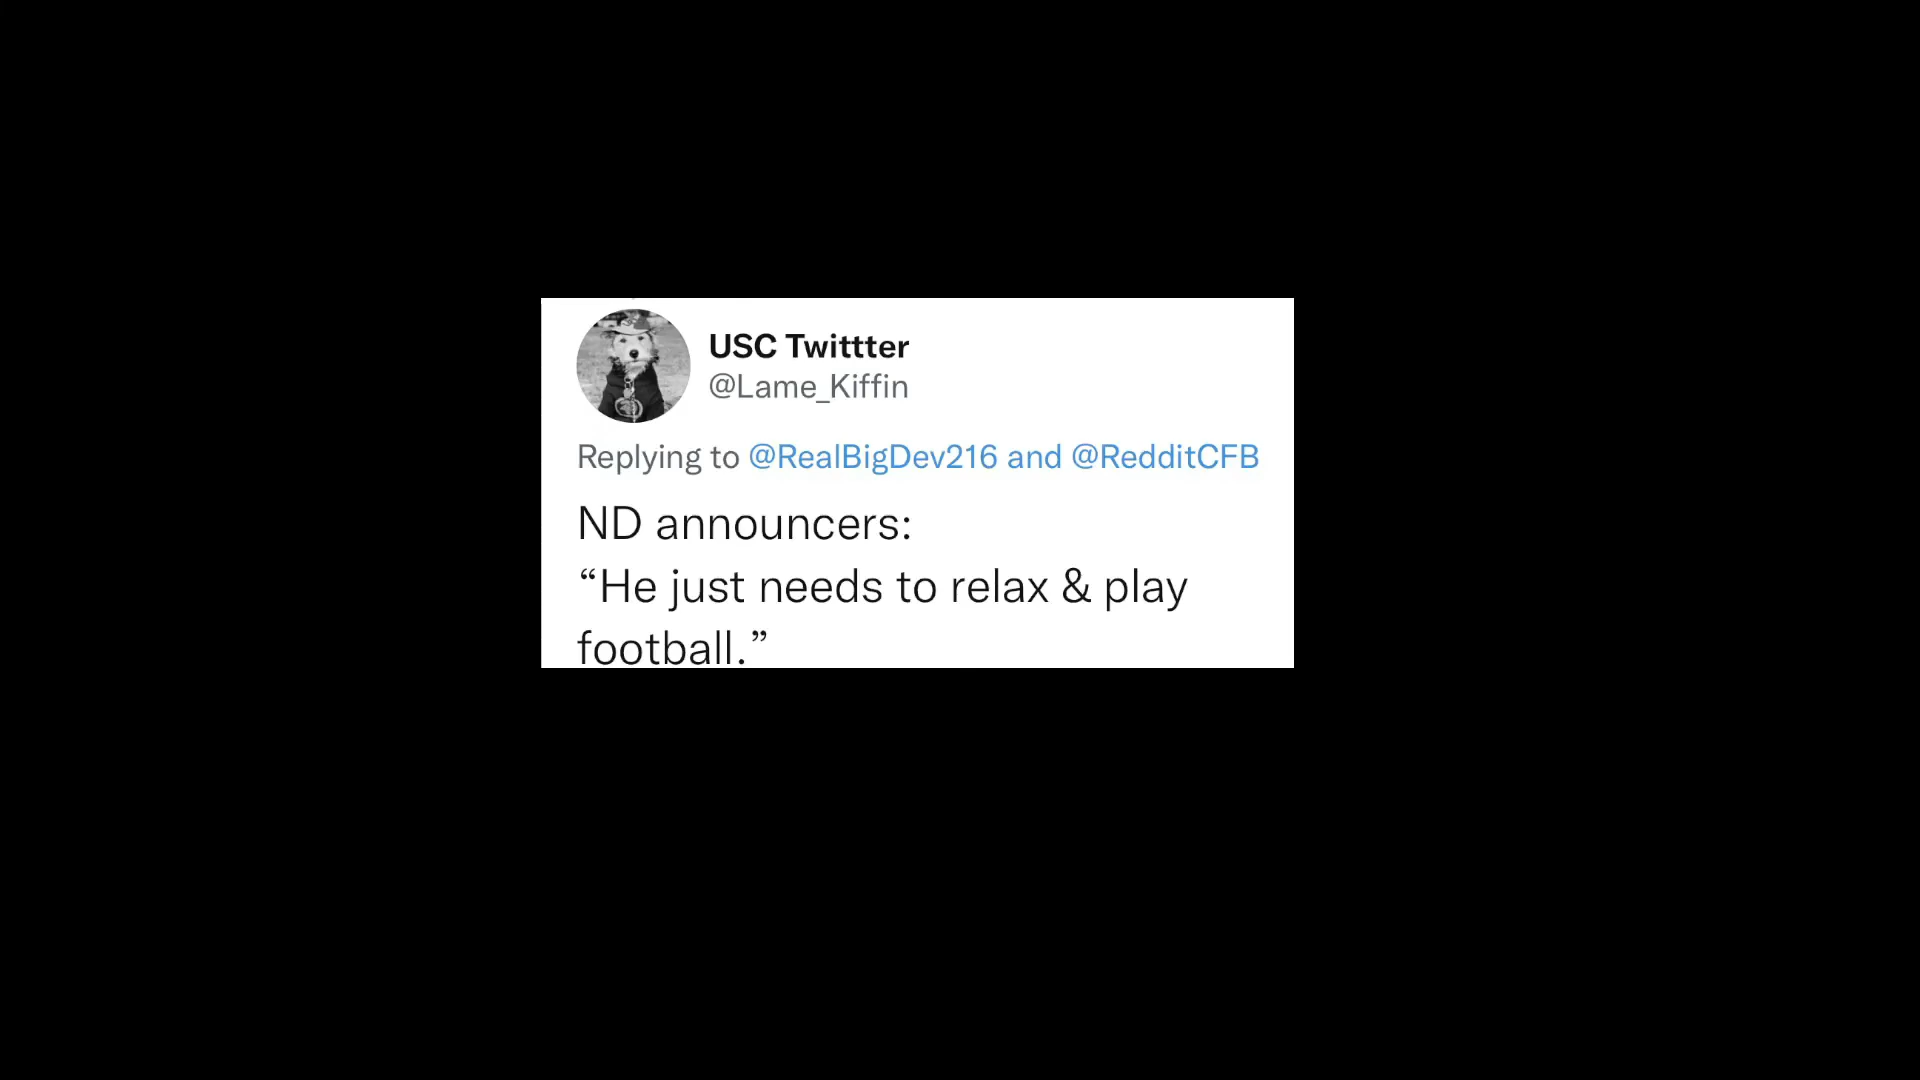 USC Twittter
@Lame_Kiffin
Replying to @RealBigDev216 and @RedditCFB
ND announcers:
“He just needs to relax & play
football.”